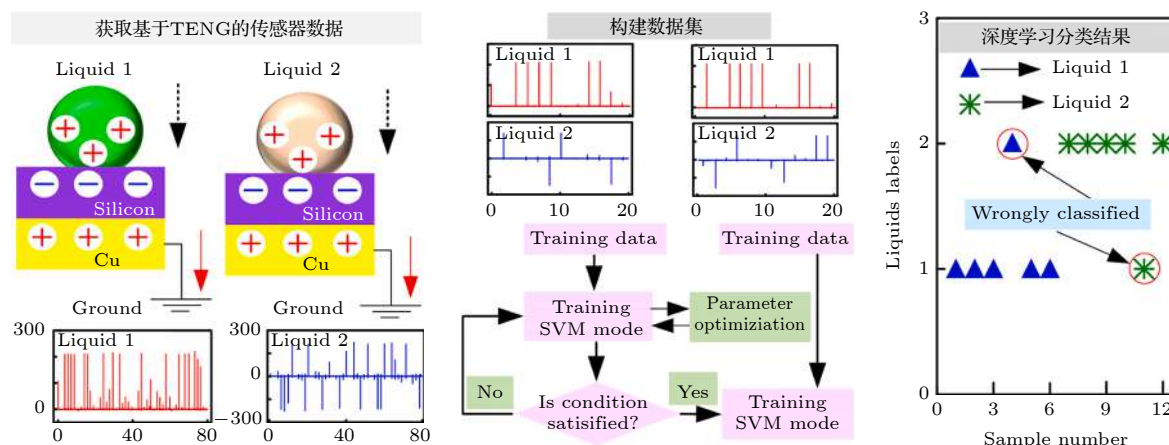 获取基于TENG的传感器数据
Liquid 1
Liquid 2
Silicon
Silicon
Cu
Cu
Ground
Ground
300
Liquid 1
0
0
40
80
300
Liquid 2
0
−300
0
40
80
构建数据集
Liquid 1
Liquid 1
Liquid 2
Liquid 2
0
10
20
0
10
20
Training data
Training data
Training
SVM mode
Parameter
optimiziation
No
Is condition
satisified?
Yes
Training
SVM mode
深度学习分类结果
Liquid 1
Liquid 2
Wrongly classified
Liquids labels
3
2
1
0
0
3
6
9
12
Sample number